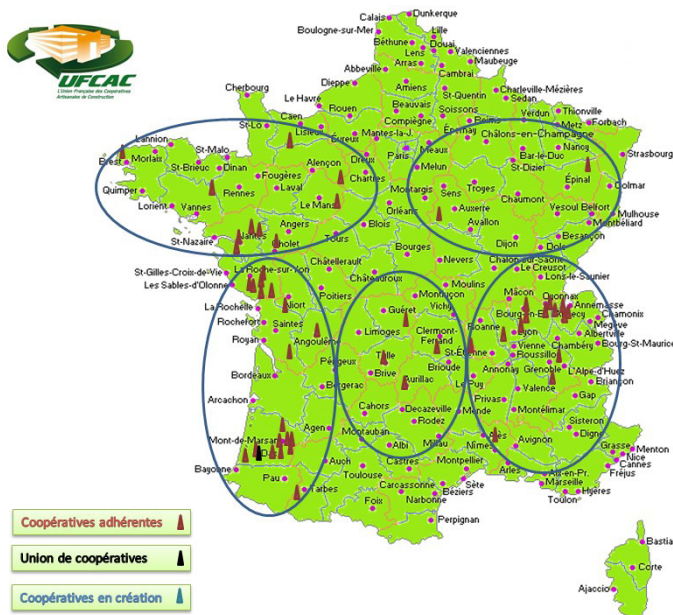 UFCAC
L'Union Française des Coopératives
Artisanales de Construction
Calais
Dunkerque
Boulogne-sur-Mer
Lille
Béthune
Douai
Lens
Valenciennes
Arras
Maubeuge
Abbeville
Cambrai
Dieppe
Amiens
Charleville-Mézières
Cherbourg
St-Quentin
Sedan
Le Havre
Beauvais
Soissons
Thionville
Rouen
Compiègne
Reims
Verdun
Forbach
St-Lô
Caen
Metz
Lisieux
Évreux
Mantes-la-J.
Meaux
Épernay
Châlons-en-Champagne
Lannion
St-Malo
Dreux
Paris
Bar-le-Duc
Nancy
Strasbourg
Brest
Morlaix
St-Brieuc
Dinan
Fougères
Alençon
Chartres
Melun
St-Dizier
Quimper
Rennes
Laval
Montargis
Sens
Troyes
Épinal
Colmar
Lorient
Vannes
Le Mans
Orléans
Auxerre
Chaumont
Vesoul
Belfort
Mulhouse
Angers
Blois
Avallon
Montbéliard
St-Nazaire
Nantes
Cholet
Tours
Bourges
Dijon
Dole
Besançon
Nevers
Chalon-sur-Saône
St-Gilles-Croix-de-Vie
La Roche-sur-Yon
Châtellerault
Le Creusot
Les Sables-d'Olonne
Châteauroux
Moulins
Lons-le-Saunier
Poitiers
Montluçon
Mâcon
Oyonnax
La Rochelle
Niort
Guéret
Vichy
Annemasse
Rochefort
Saintes
Limoges
Clermont-
Ferrand
Roanne
Bourg-en-B
Annecy
Chamonix
Megève
Royan
Angoulême
Lyon
Albertville
Tulle
St-Étienne
Vienne
Chambéry
Bourg-St-Maurice
Périgeux
Brive
Brioude
Roussillon
Bordeaux
Bergerac
Aurillac
Le Puy
Annonay
Grenoble
L'Alpe-d'Huez
Briançon
Arcachon
Privas
Valence
Gap
Cahors
Decazeville
Mende
Montélimar
Mont-de-Marsan
Agen
Montauban
Rodez
Alès
Sisteron
Albi
Millau
Nîmes
Avignon
Digne
Grasse
Menton
Nice
Bayonne
Auch
Castres
Montpellier
Arles
Aix-en-Pr.
Cannes
Pau
Toulouse
Fréjus
Tarbes
Carcassonne
Sète
Marseille
Hyères
Foix
Narbonne
Béziers
Toulon
Perpignan
Bastia
Corte
Ajaccio
Coopératives adhérentes
Union de coopératives
Coopératives en création